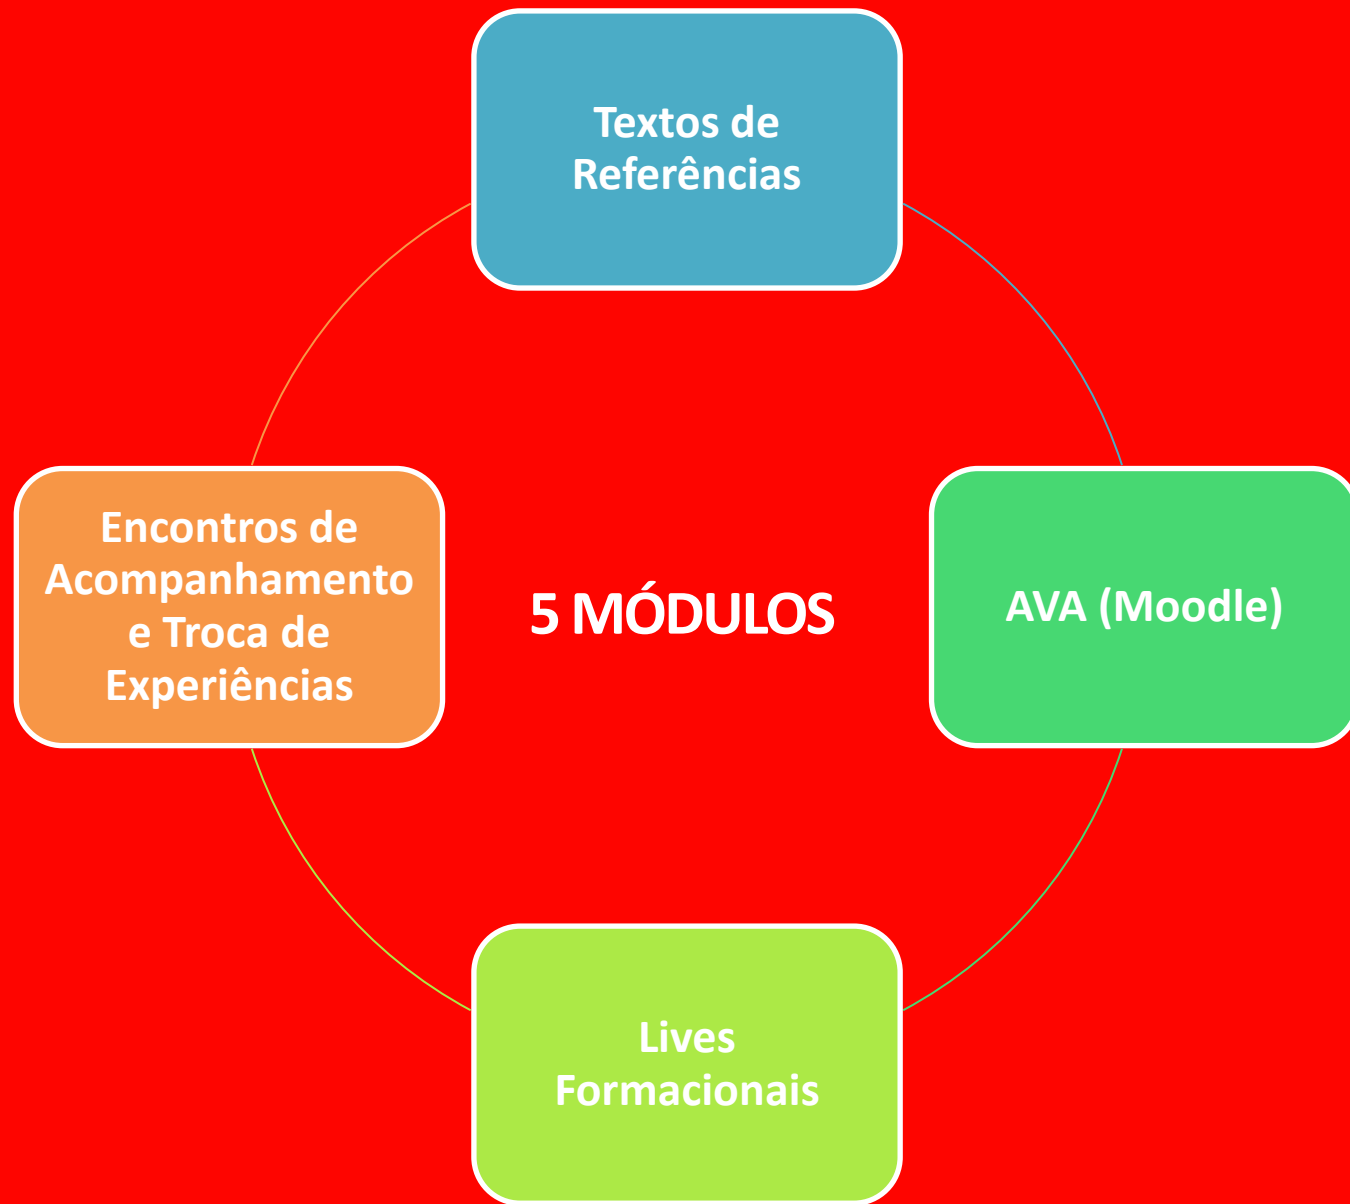 Textos de
Referências
Encontros de
Acompanhamento
e Troca de
Experiências
5 MÓDULOS
AVA (Moodle)
Lives
Formacionais